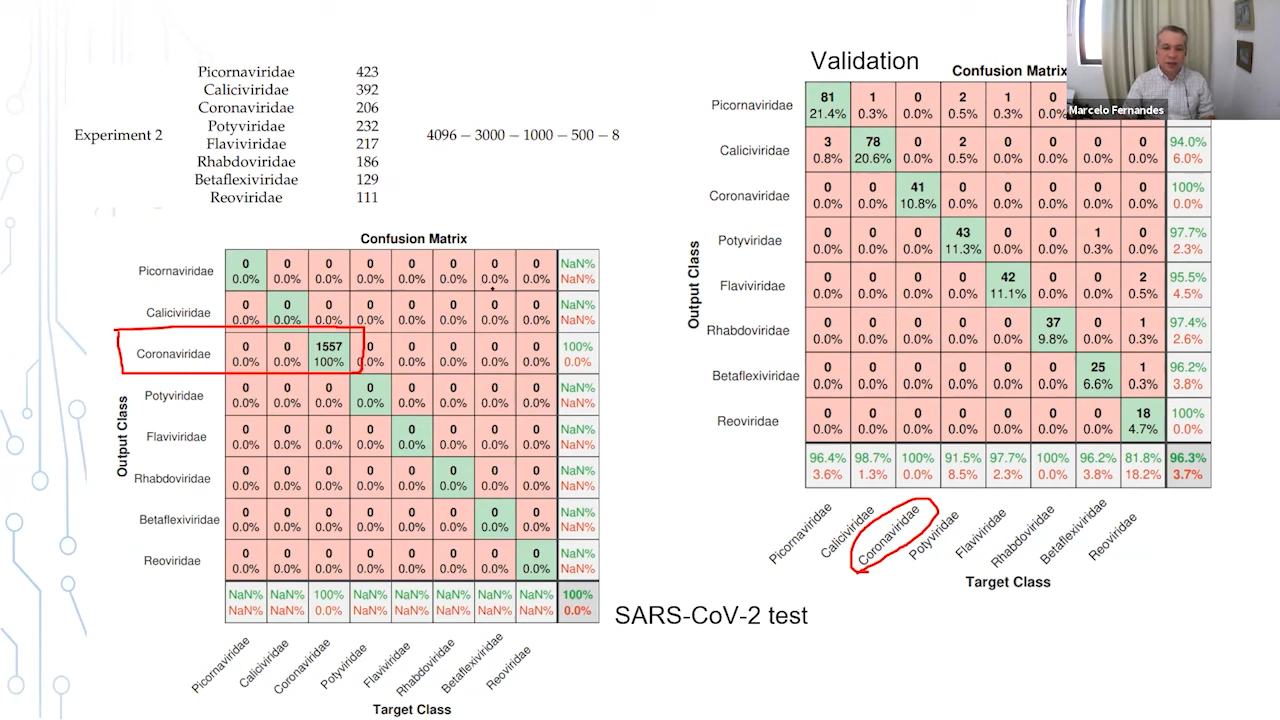 Experiment 2
Picornaviridae 423
Caliciviridae 392
Coronaviridae 206
Potyviridae 232
Flaviviridae 217
Rhabdoviridae 186
Betaflexiviridae 129
Reoviridae 111
4096 − 3000 − 1000 − 500 − 8
Confusion Matrix
Output Class
Picornaviridae 0 0 0 0 0 0 0 0 NaN%
0.0% 0.0% 0.0% 0.0% 0.0% 0.0% 0.0% 0.0% NaN%
Caliciviridae 0 0 0 0 0 0 0 0 NaN%
0.0% 0.0% 0.0% 0.0% 0.0% 0.0% 0.0% 0.0% NaN%
Coronaviridae 0 0 1557 0 0 0 0 0 100%
0.0% 0.0% 100% 0.0% 0.0% 0.0% 0.0% 0.0% 0.0%
Potyviridae 0 0 0 0 0 0 0 0 NaN%
0.0% 0.0% 0.0% 0.0% 0.0% 0.0% 0.0% 0.0% NaN%
Flaviviridae 0 0 0 0 0 0 0 0 NaN%
0.0% 0.0% 0.0% 0.0% 0.0% 0.0% 0.0% 0.0% NaN%
Rhabdoviridae 0 0 0 0 0 0 0 0 NaN%
0.0% 0.0% 0.0% 0.0% 0.0% 0.0% 0.0% 0.0% NaN%
Betaflexiviridae 0 0 0 0 0 0 0 0 NaN%
0.0% 0.0% 0.0% 0.0% 0.0% 0.0% 0.0% 0.0% NaN%
Reoviridae 0 0 0 0 0 0 0 0 NaN%
0.0% 0.0% 0.0% 0.0% 0.0% 0.0% 0.0% 0.0% NaN%
NaN% NaN% 100% NaN% NaN% NaN% NaN% NaN% 100%
NaN% NaN% 0.0% NaN% NaN% NaN% NaN% NaN% 0.0%
Picornaviridae
Caliciviridae
Coronaviridae
Potyviridae
Flaviviridae
Rhabdoviridae
Betaflexiviridae
Reoviridae
Target Class
SARS-CoV-2 test
Validation
Confusion Matrix
Marcelo Fernandes
Output Class
Picornaviridae 81 1 0 2 1 0
21.4% 0.3% 0.0% 0.5% 0.3% 0.0%
Caliciviridae 3 78 0 2 0 0 0 0 94.0%
0.8% 20.6% 0.0% 0.5% 0.0% 0.0% 0.0% 0.0% 6.0%
Coronaviridae 0 0 41 0 0 0 0 0 100%
0.0% 0.0% 10.8% 0.0% 0.0% 0.0% 0.0% 0.0% 0.0%
Potyviridae 0 0 0 43 0 0 1 0 97.7%
0.0% 0.0% 0.0% 11.3% 0.0% 0.0% 0.3% 0.0% 2.3%
Flaviviridae 0 0 0 0 42 0 0 2 95.5%
0.0% 0.0% 0.0% 0.0% 11.1% 0.0% 0.0% 0.5% 4.5%
Rhabdoviridae 0 0 0 0 0 37 0 1 97.4%
0.0% 0.0% 0.0% 0.0% 0.0% 9.8% 0.0% 0.3% 2.6%
Betaflexiviridae 0 0 0 0 0 0 25 1 96.2%
0.0% 0.0% 0.0% 0.0% 0.0% 0.0% 6.6% 0.3% 3.8%
Reoviridae 0 0 0 0 0 0 0 18 100%
0.0% 0.0% 0.0% 0.0% 0.0% 0.0% 0.0% 4.7% 0.0%
96.4% 98.7% 100% 91.5% 97.7% 100% 96.2% 81.8% 96.3%
3.6% 1.3% 0.0% 8.5% 2.3% 0.0% 3.8% 18.2% 3.7%
Picornaviridae
Caliciviridae
Coronaviridae
Potyviridae
Flaviviridae
Rhabdoviridae
Betaflexiviridae
Reoviridae
Target Class